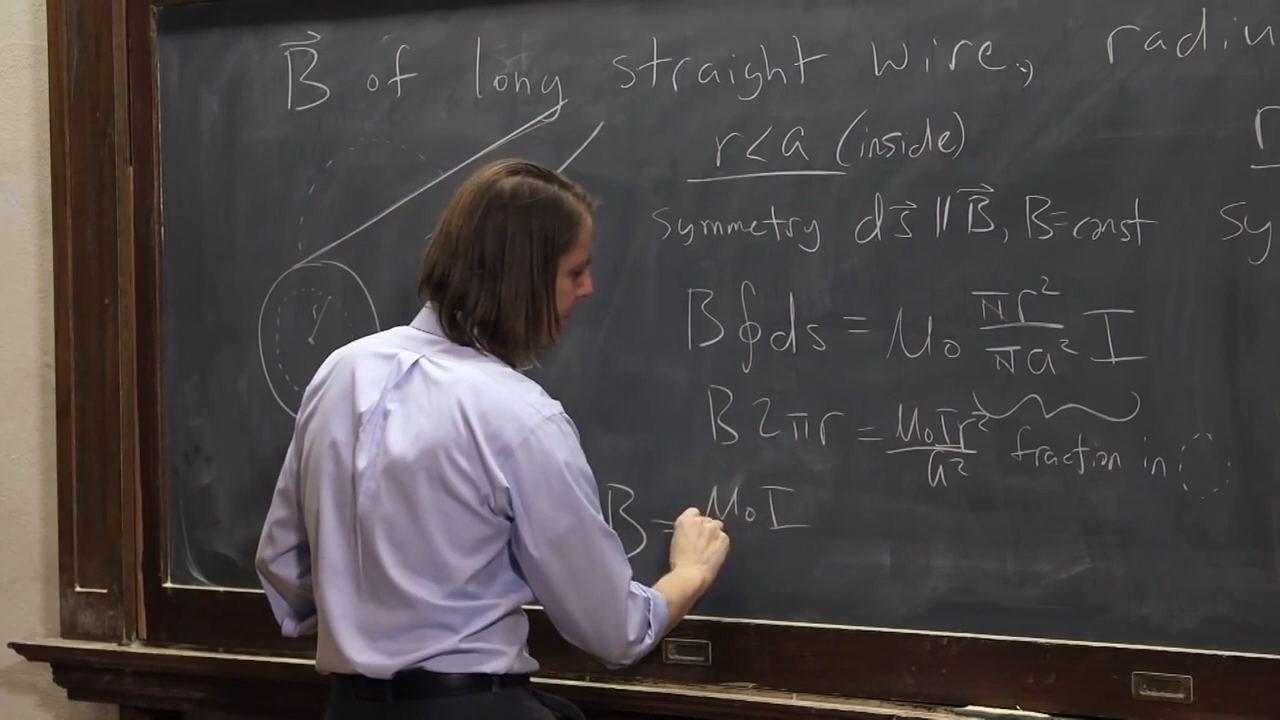 B⃗ of long straight wire, radiu
r<a (inside)
r
symmetry ds⃗ || B⃗, B=const
sy
r
B∮ds = μ₀ πr²/πa² I
B2πr = μ₀Ir²/a² fraction in
B = μ₀I